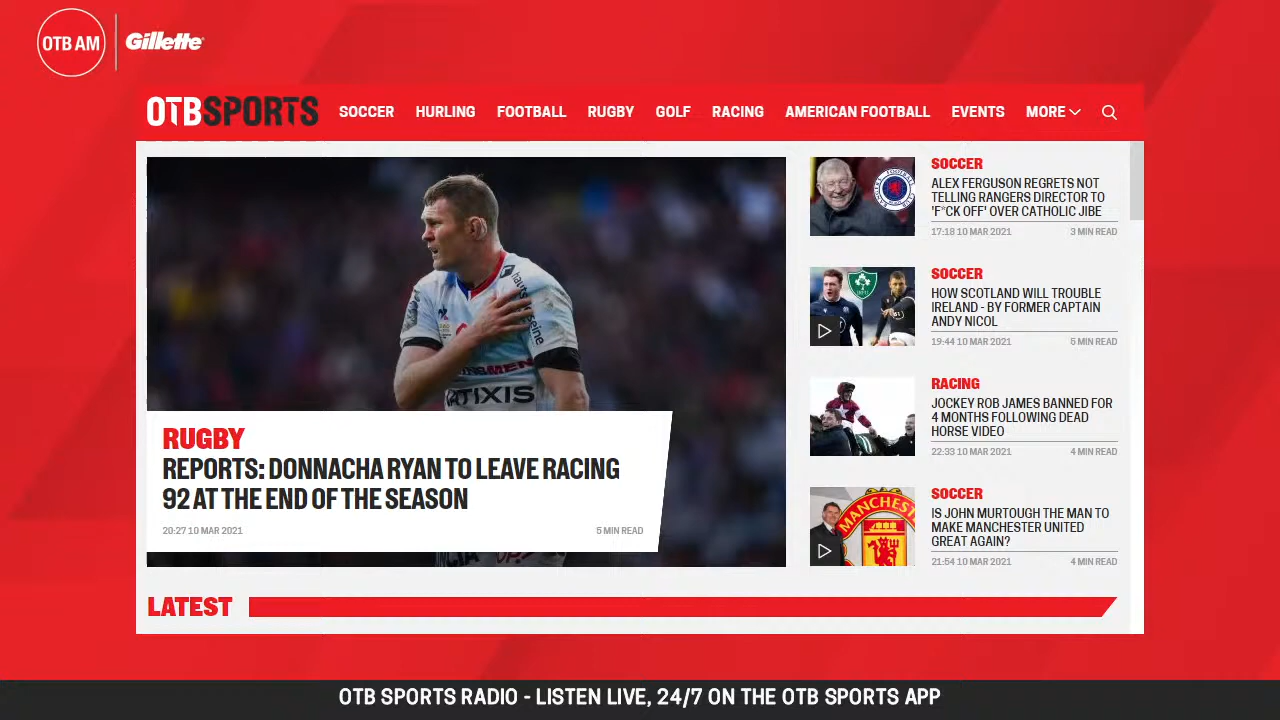 OTB AM
Gillette
OTBSPORTS
SOCCER HURLING FOOTBALL RUGBY GOLF RACING AMERICAN FOOTBALL EVENTS MORE
RUGBY
REPORTS: DONNACHA RYAN TO LEAVE RACING
92 AT THE END OF THE SEASON
20:27 10 MAR 2021 5 MIN READ
SOCCER
ALEX FERGUSON REGRETS NOT
TELLING RANGERS DIRECTOR TO
'F*CK OFF' OVER CATHOLIC JIBE
17:18 10 MAR 2021 3 MIN READ
SOCCER
HOW SCOTLAND WILL TROUBLE
IRELAND - BY FORMER CAPTAIN
ANDY NICOL
19:44 10 MAR 2021 5 MIN READ
RACING
JOCKEY ROB JAMES BANNED FOR
4 MONTHS FOLLOWING DEAD
HORSE VIDEO
22:33 10 MAR 2021 4 MIN READ
MANCHEST
SOCCER
IS JOHN MURTOUGH THE MAN TO
MAKE MANCHESTER UNITED
GREAT AGAIN?
21:54 10 MAR 2021 4 MIN READ
hauts
seine
NATIXIS
LATEST
OTB SPORTS RADIO - LISTEN LIVE, 24/7 ON THE OTB SPORTS APP